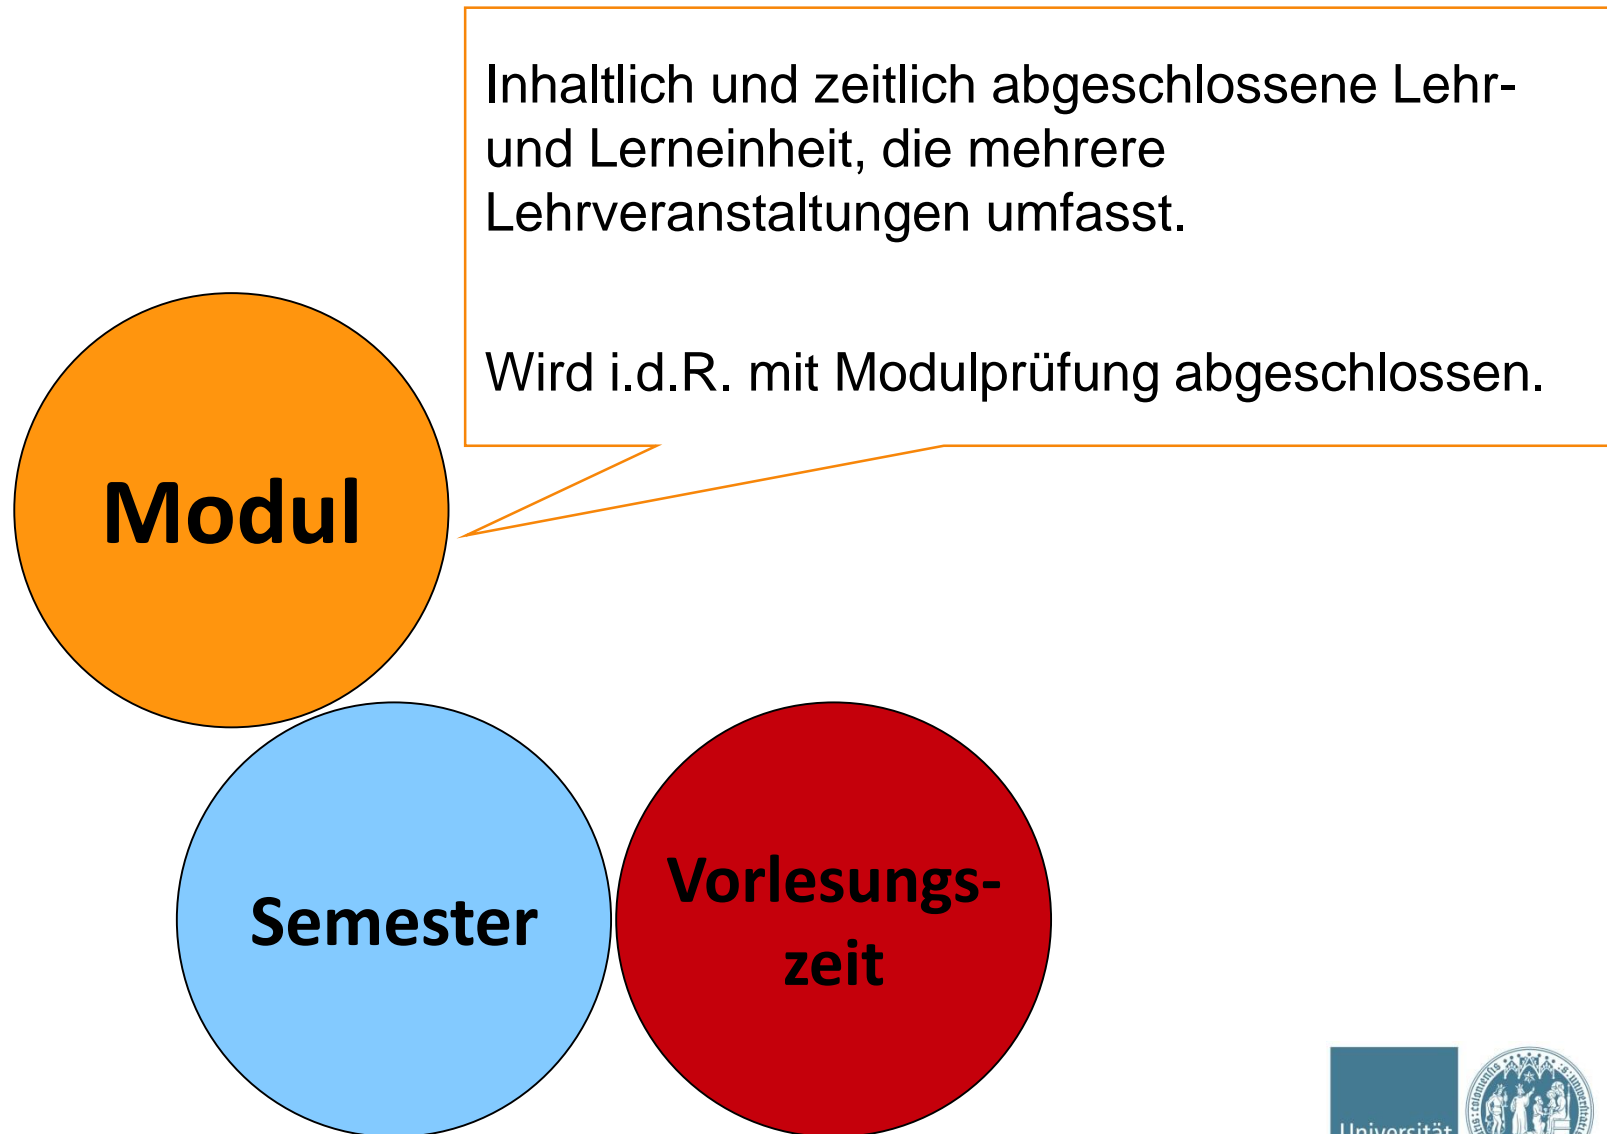 Inhaltlich und zeitlich abgeschlossene Lehr-
und Lerneinheit, die mehrere
Lehrveranstaltungen umfasst.
Wird i.d.R. mit Modulprüfung abgeschlossen.
Modul
Semester
Vorlesungs-
zeit
Universität